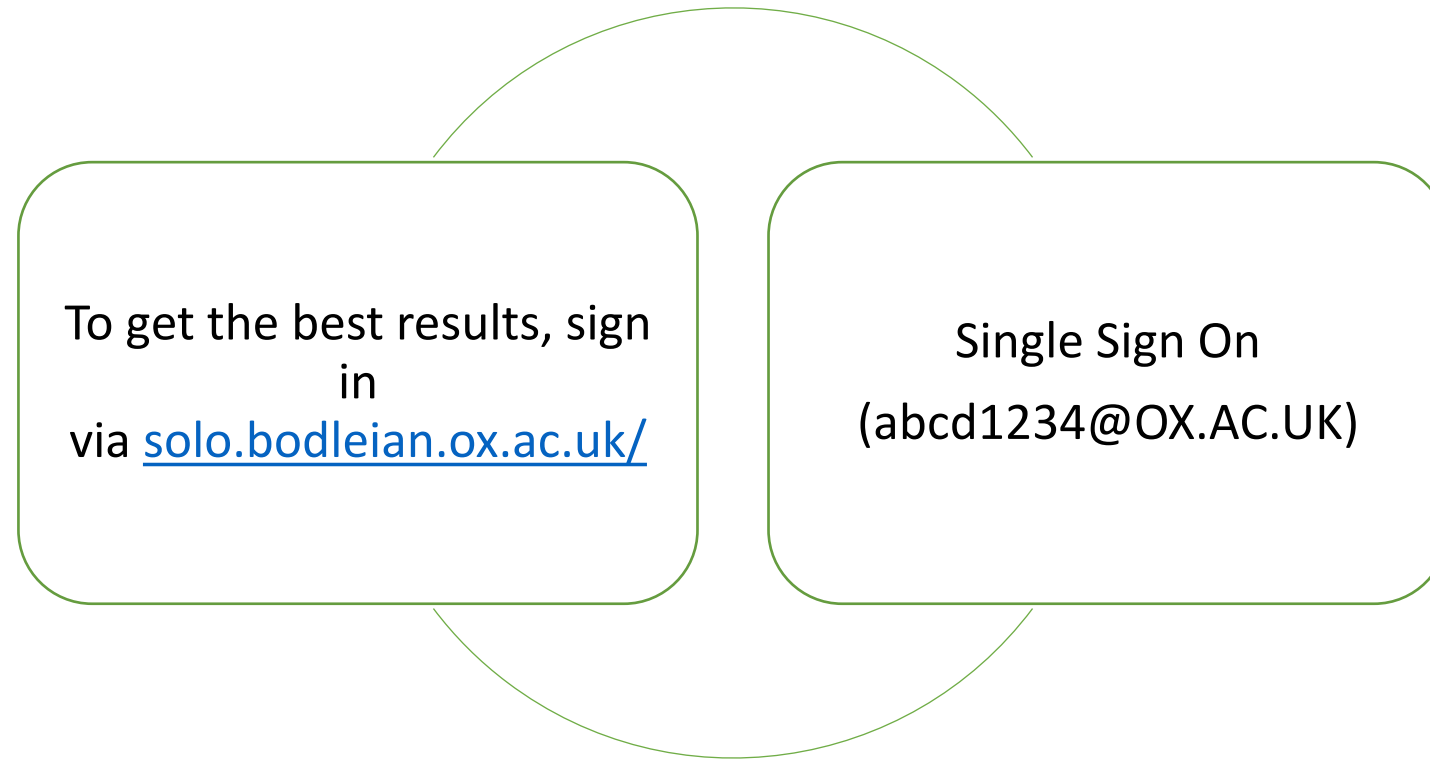 To get the best results, sign
in
via solo.bodleian.ox.ac.uk/
Single Sign On
(abcd1234@OX.AC.UK)